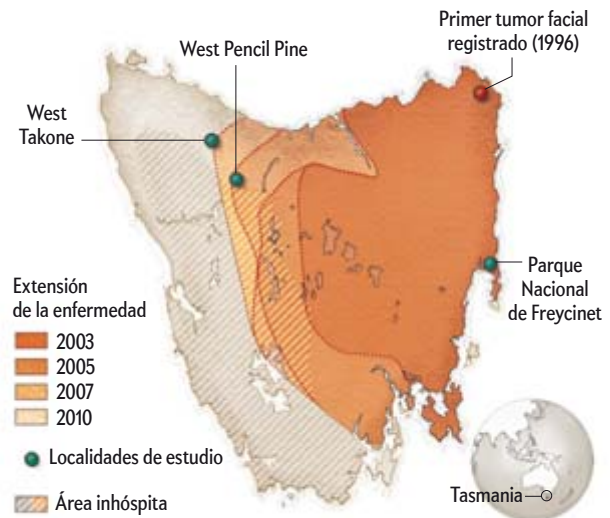 Primer tumor facial
registrado (1996)
West Pencil Pine
West
Takone
Parque
Nacional
de Freycinet
Extensión
de la enfermedad
2003
2005
2007
2010
Localidades de estudio
Área inhóspita
Tasmania